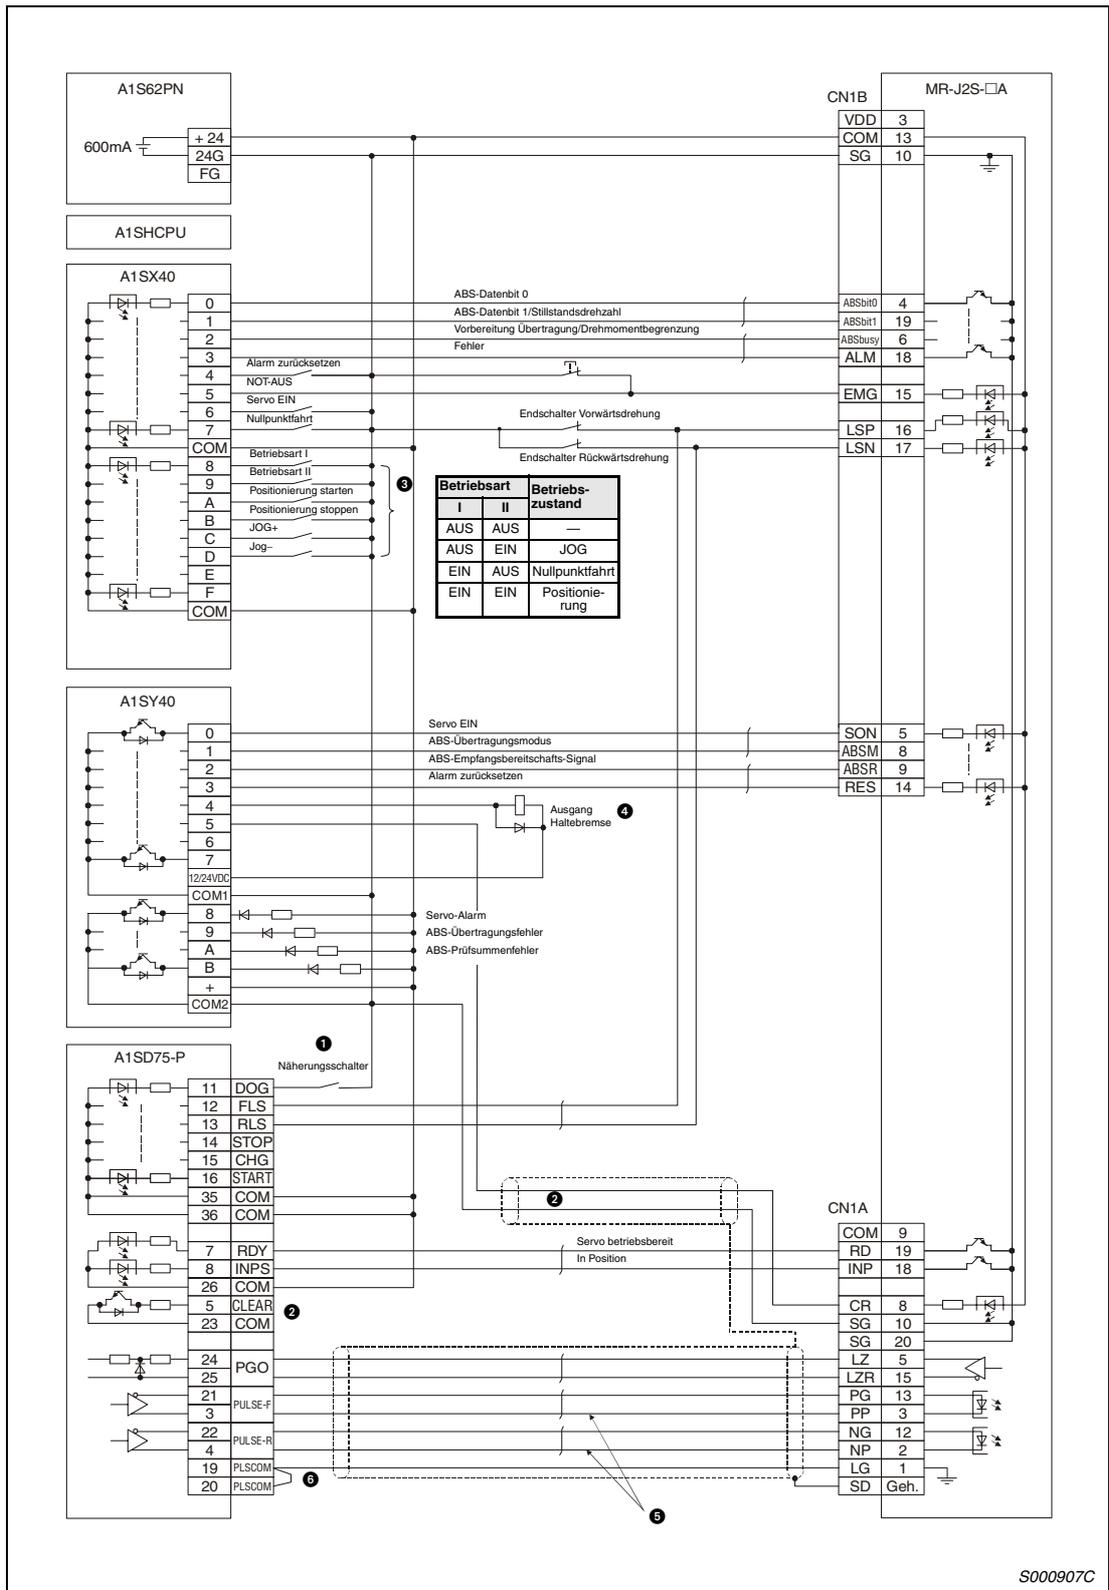 A1S62PN
600mA
+ 24
24G
FG
A1SHCPU
A1SX40
0
1
2
3
4
5
6
7
COM
8
9
A
B
C
D
E
F
COM
ABS-Datenbit 0
ABS-Datenbit 1/Stillstandsdrehzahl
Vorbereitung Übertragung/Drehmomentbegrenzung
Fehler
Alarm zurücksetzen
NOT-AUS
Servo EIN
Nullpunktfahrt
Endschalter Vorwärtsdrehung
Endschalter Rückwärtsdrehung
Betriebsart I
Betriebsart II
Positionierung starten
Positionierung stoppen
JOG+
Jog–
3
Betriebsart Betriebs-
zustand
I II
AUS AUS —
AUS EIN JOG
EIN AUS Nullpunktfahrt
EIN EIN Positionie-
rung
A1SY40
0
1
2
3
4
5
6
7
12/24VDC
COM1
8
9
A
B
+
COM2
Servo EIN
ABS-Übertragungsmodus
ABS-Empfangsbereitschafts-Signal
Alarm zurücksetzen
Ausgang
Haltebremse
4
Servo-Alarm
ABS-Übertragungsfehler
ABS-Prüfsummenfehler
A1SD75-P
1
Näherungsschalter
11 DOG
12 FLS
13 RLS
14 STOP
15 CHG
16 START
35 COM
36 COM
7 RDY
8 INPS
26 COM
5 CLEAR
23 COM
24
25
PGO
21
3
PULSE-F
22
4
PULSE-R
19 PLSCOM
20 PLSCOM
2
2
Servo betriebsbereit
In Position
6
5
CN1B
MR-J2S-□A
VDD 3
COM 13
SG 10
ABSbit0 4
ABSbit1 19
ABSbusy 6
ALM 18
EMG 15
LSP 16
LSN 17
SON 5
ABSM 8
ABSR 9
RES 14
CN1A
COM 9
RD 19
INP 18
CR 8
SG 10
SG 20
LZ 5
LZR 15
PG 13
PP 3
NG 12
NP 2
LG 1
SD Geh.
S000907C